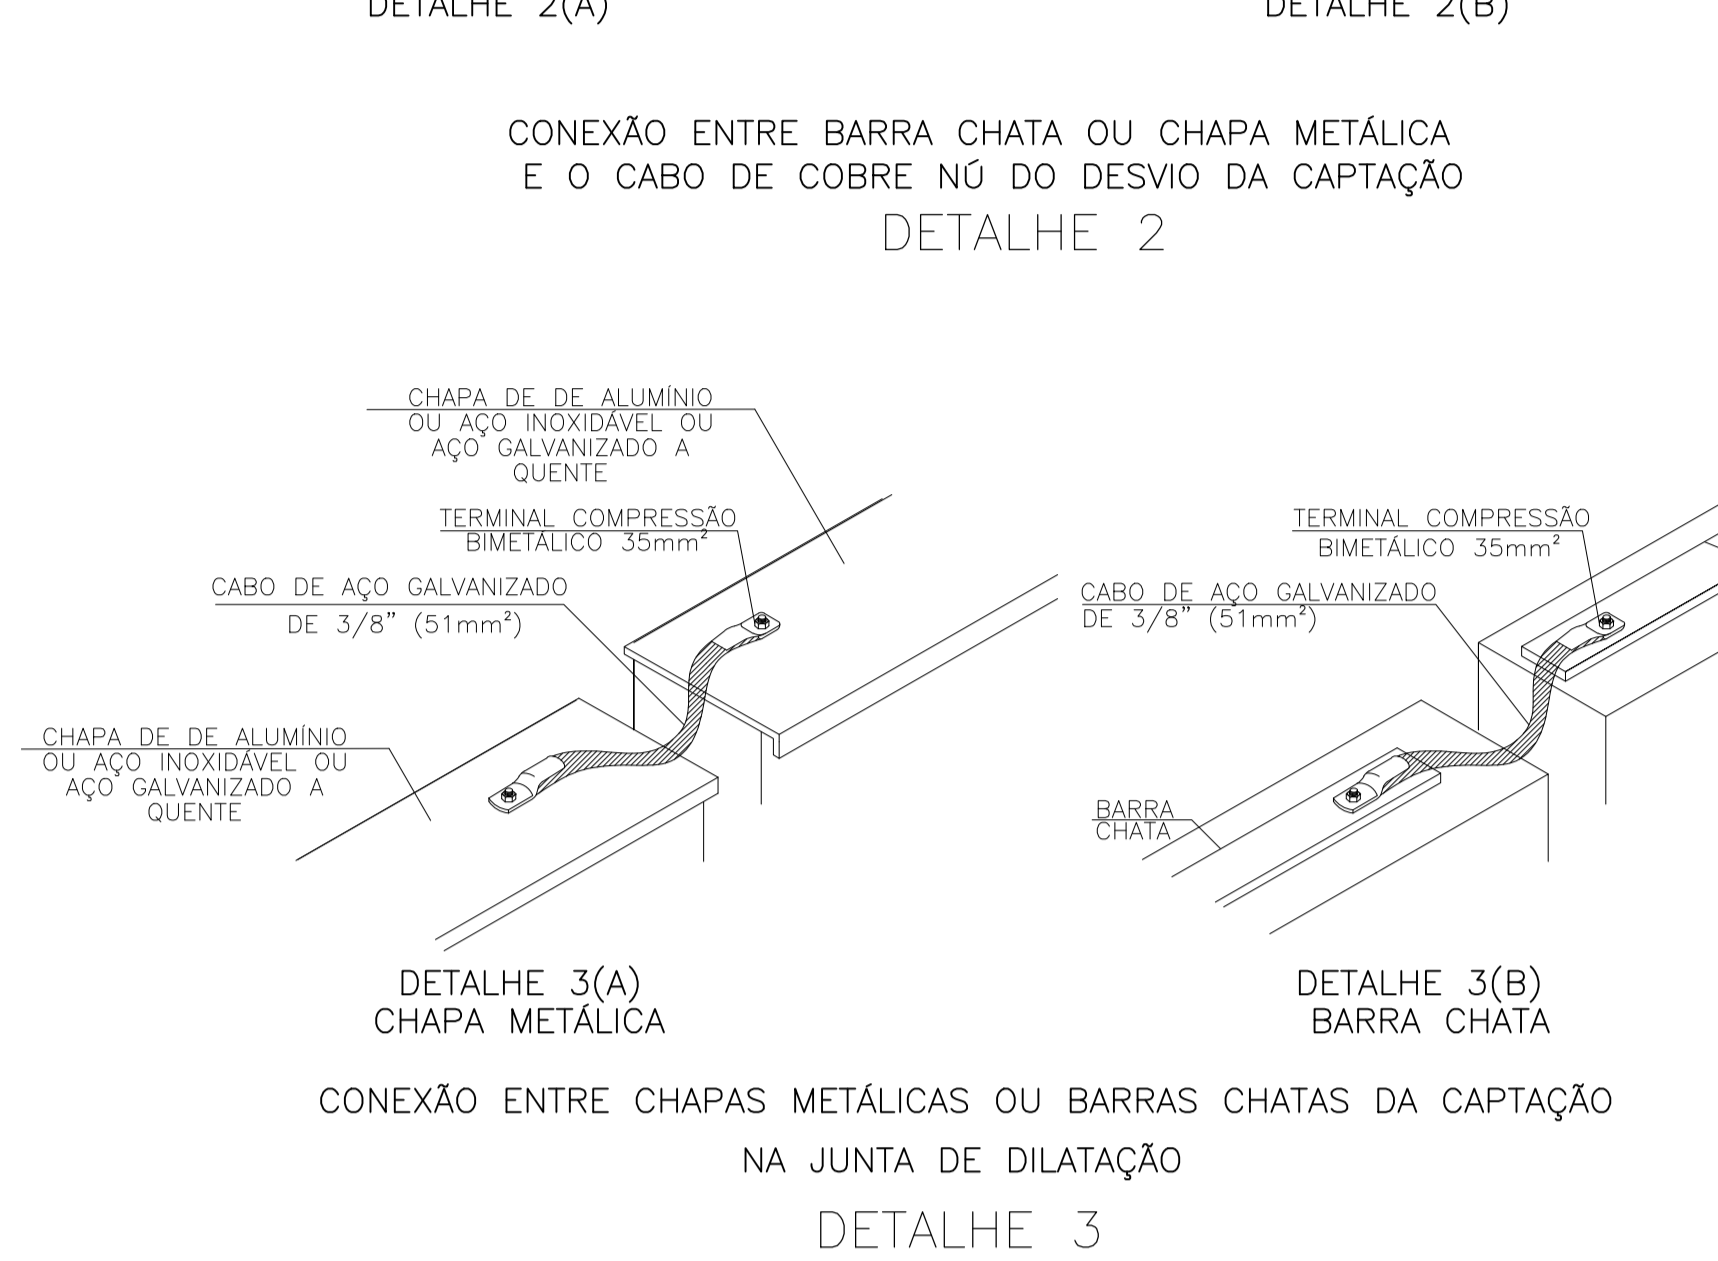 DETALHE 2(A)
DETALHE 2(B)
CONEXÃO ENTRE BARRA CHATA OU CHAPA METÁLICA
E O CABO DE COBRE NÚ DO DESVIO DA CAPTAÇÃO
DETALHE 2
CHAPA DE DE ALUMÍNIO
OU AÇO INOXIDÁVEL OU
AÇO GALVANIZADO A
QUENTE
TERMINAL COMPRESSÃO
BIMETÁLICO 35mm²
CABO DE AÇO GALVANIZADO
DE 3/8" (51mm²)
CHAPA DE DE ALUMÍNIO
OU AÇO INOXIDÁVEL OU
AÇO GALVANIZADO A
QUENTE
DETALHE 3(A)
CHAPA METÁLICA
TERMINAL COMPRESSÃO
BIMETÁLICO 35mm²
CABO DE AÇO GALVANIZADO
DE 3/8" (51mm²)
BARRA
CHATA
DETALHE 3(B)
BARRA CHATA
CONEXÃO ENTRE CHAPAS METÁLICAS OU BARRAS CHATAS DA CAPTAÇÃO
NA JUNTA DE DILATAÇÃO
DETALHE 3